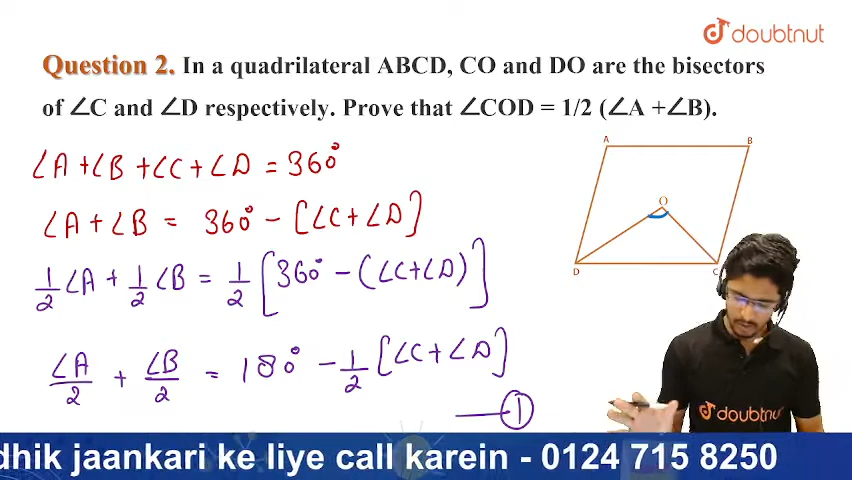 doubtnut
Question 2. In a quadrilateral ABCD, CO and DO are the bisectors
of ∠C and ∠D respectively. Prove that ∠COD = 1/2 (∠A +∠B).
∠A + ∠B + ∠C + ∠D = 360°
∠A + ∠B = 360° - [∠C + ∠D]
1/2 ∠A + 1/2 ∠B = 1/2 [360° - (∠C + ∠D)]
∠A/2 + ∠B/2 = 180° - 1/2 [∠C + ∠D]
1
A B
O
D C
doubtnut
dhik jaankari ke liye call karein - 0124 715 8250